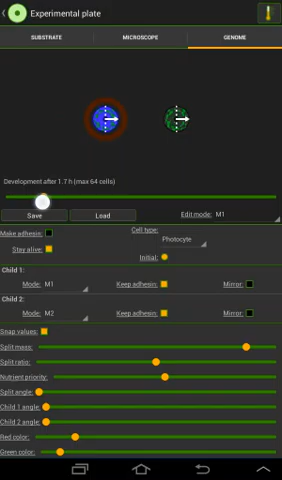 Experimental plate
SUBSTRATE MICROSCOPE GENOME
Development after 1.7 h (max 64 cells)
Save Load Edit mode: M1
Make adhesin: Cell type: Photocyte
Stay alive: Initial:
Child 1:
Mode: M1 Keep adhesin: Mirror:
Child 2:
Mode: M2 Keep adhesin: Mirror:
Snap values:
Split mass:
Split ratio:
Nutrient priority:
Split angle:
Child 1 angle:
Child 2 angle:
Red color:
Green color: